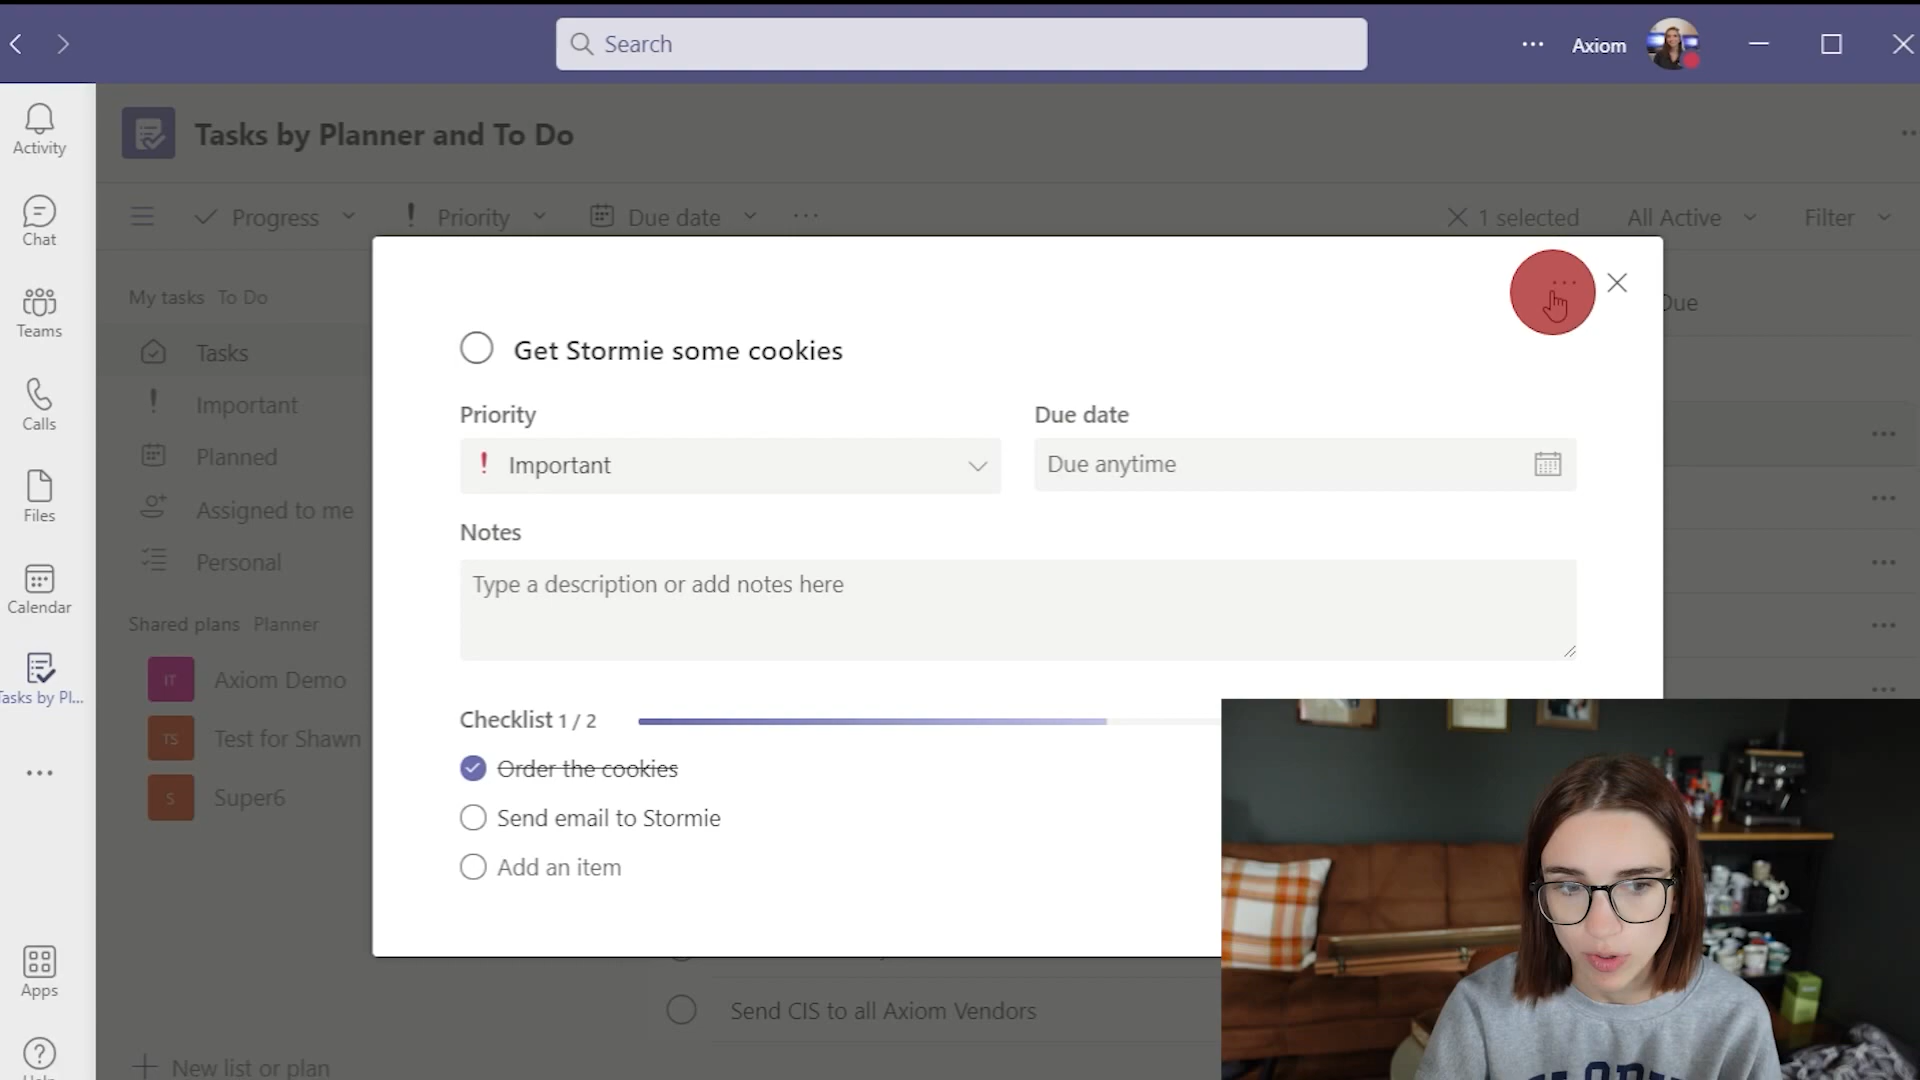 Search
Axiom
Activity
Chat
Teams
Calls
Files
Calendar
Tasks by Pl...
Apps
Help
Tasks by Planner and To Do
Progress
Priority
Due date
1 selected
All Active
Filter
My tasks To Do
Tasks
Important
Planned
Assigned to me
Personal
Shared plans Planner
IT Axiom Demo
TS Test for Shawn
S Super6
New list or plan
Due
Get Stormie some cookies
Priority
Due date
! Important
Due anytime
Notes
Type a description or add notes here
Checklist 1 / 2
Order the cookies
Send email to Stormie
Add an item
Send CIS to all Axiom Vendors